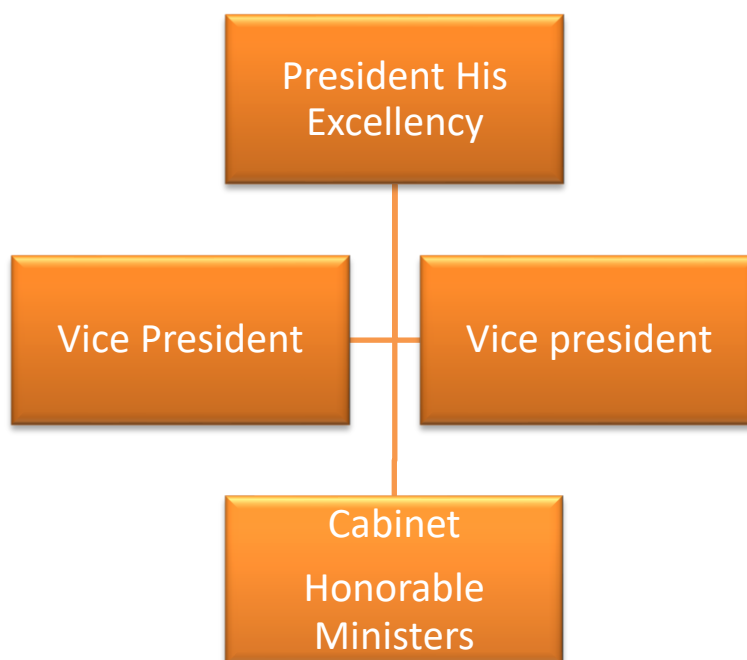 President His
Excellency
Vice President
Vice president
Cabinet
Honorable
Ministers